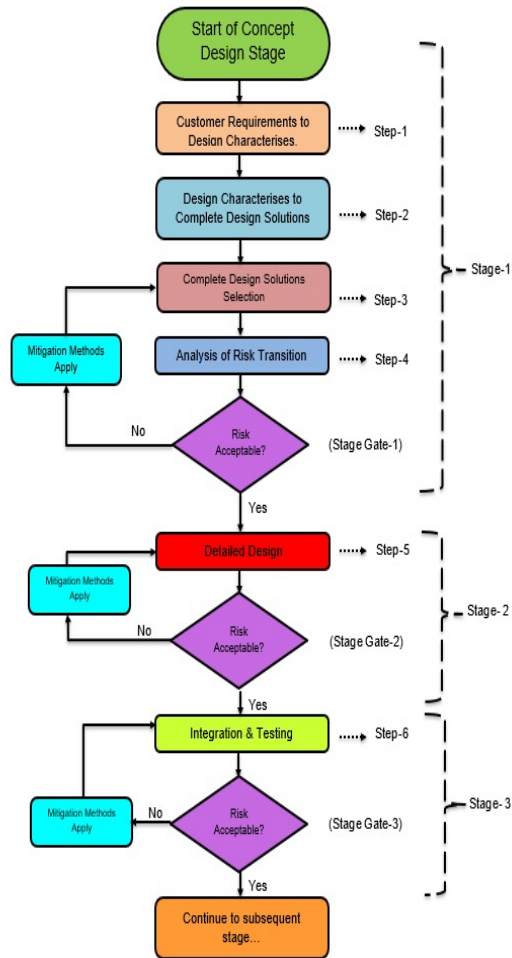 Start of Concept
Design Stage
Customer Requirements to
Design Characterises.
Step-1
Design Characterises to
Complete Design Solutions
Step-2
Stage-1
Complete Design Solutions
Selection
Step-3
Mitigation Methods
Apply
Analysis of Risk Transition
Step-4
Risk
Acceptable?
No
(Stage Gate-1)
Yes
Detailed Design
Step-5
Mitigation Methods
Apply
Stage- 2
Risk
Acceptable?
No
(Stage Gate-2)
Yes
Integration & Testing
Step-6
Stage- 3
Mitigation Methods
Apply
No
Risk
Acceptable?
(Stage Gate-3)
Yes
Continue to subsequent
stage...